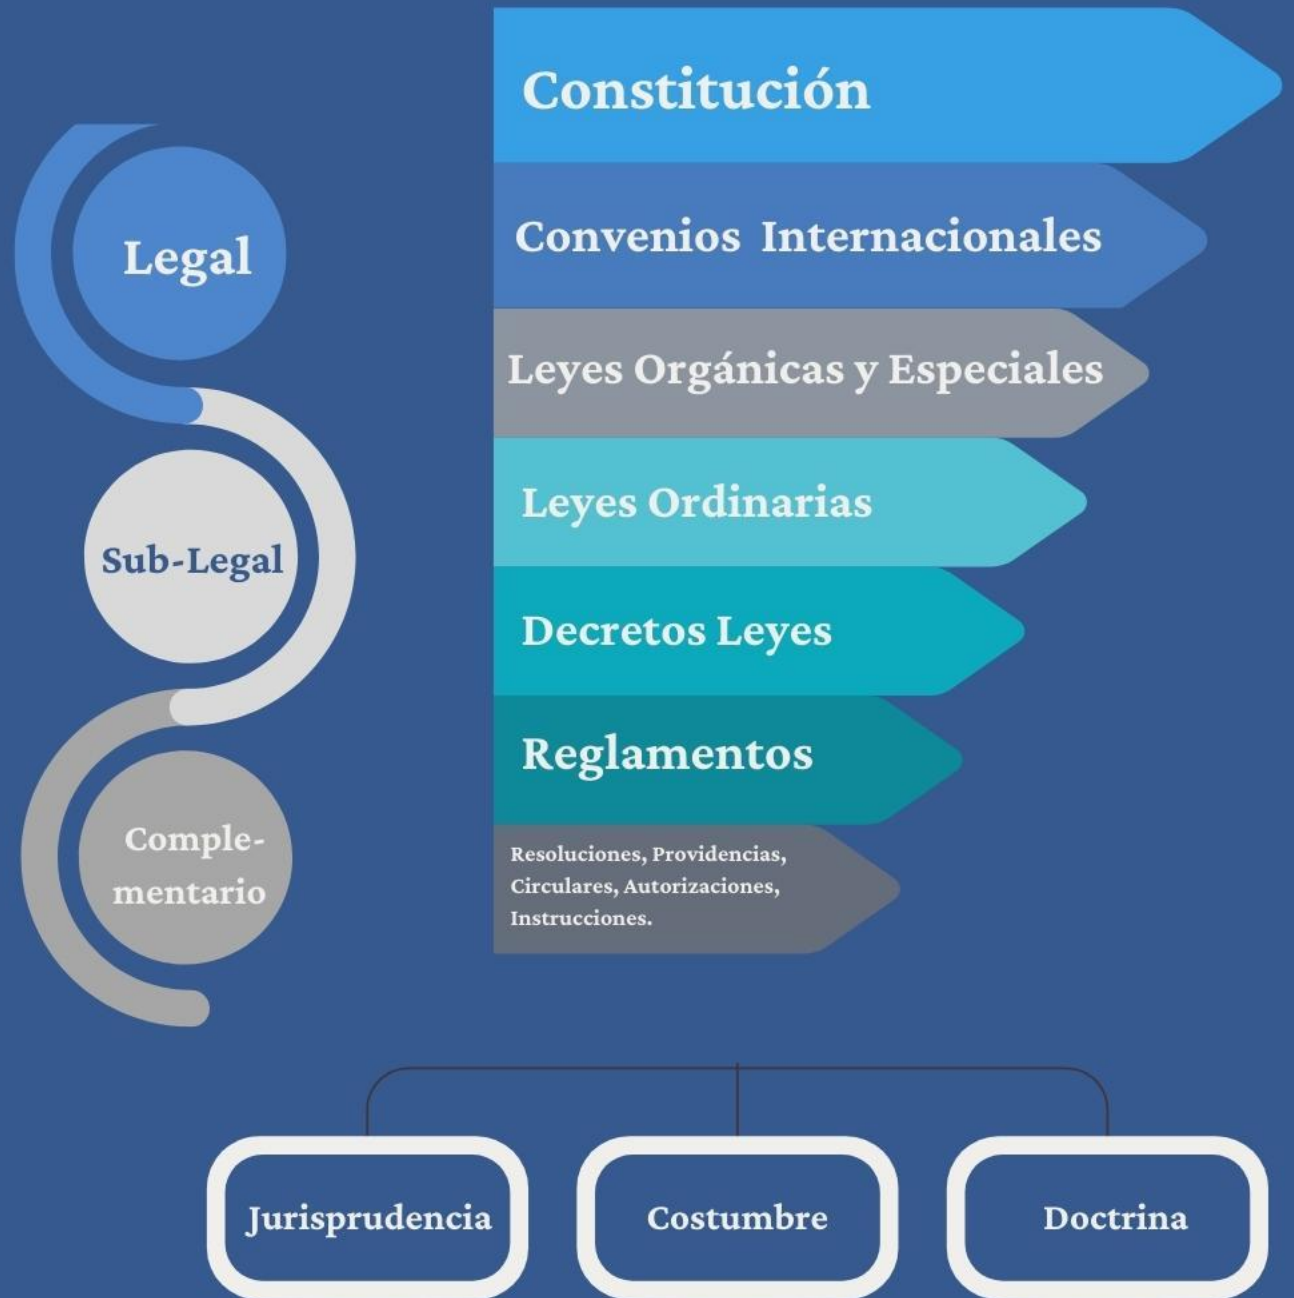 Constitución
Convenios Internacionales
Legal
Leyes Orgánicas y Especiales
Leyes Ordinarias
Sub-Legal
Decretos Leyes
Reglamentos
Comple-
mentario
Resoluciones, Providencias,
Circulares, Autorizaciones,
Instrucciones.
Jurisprudencia
Costumbre
Doctrina